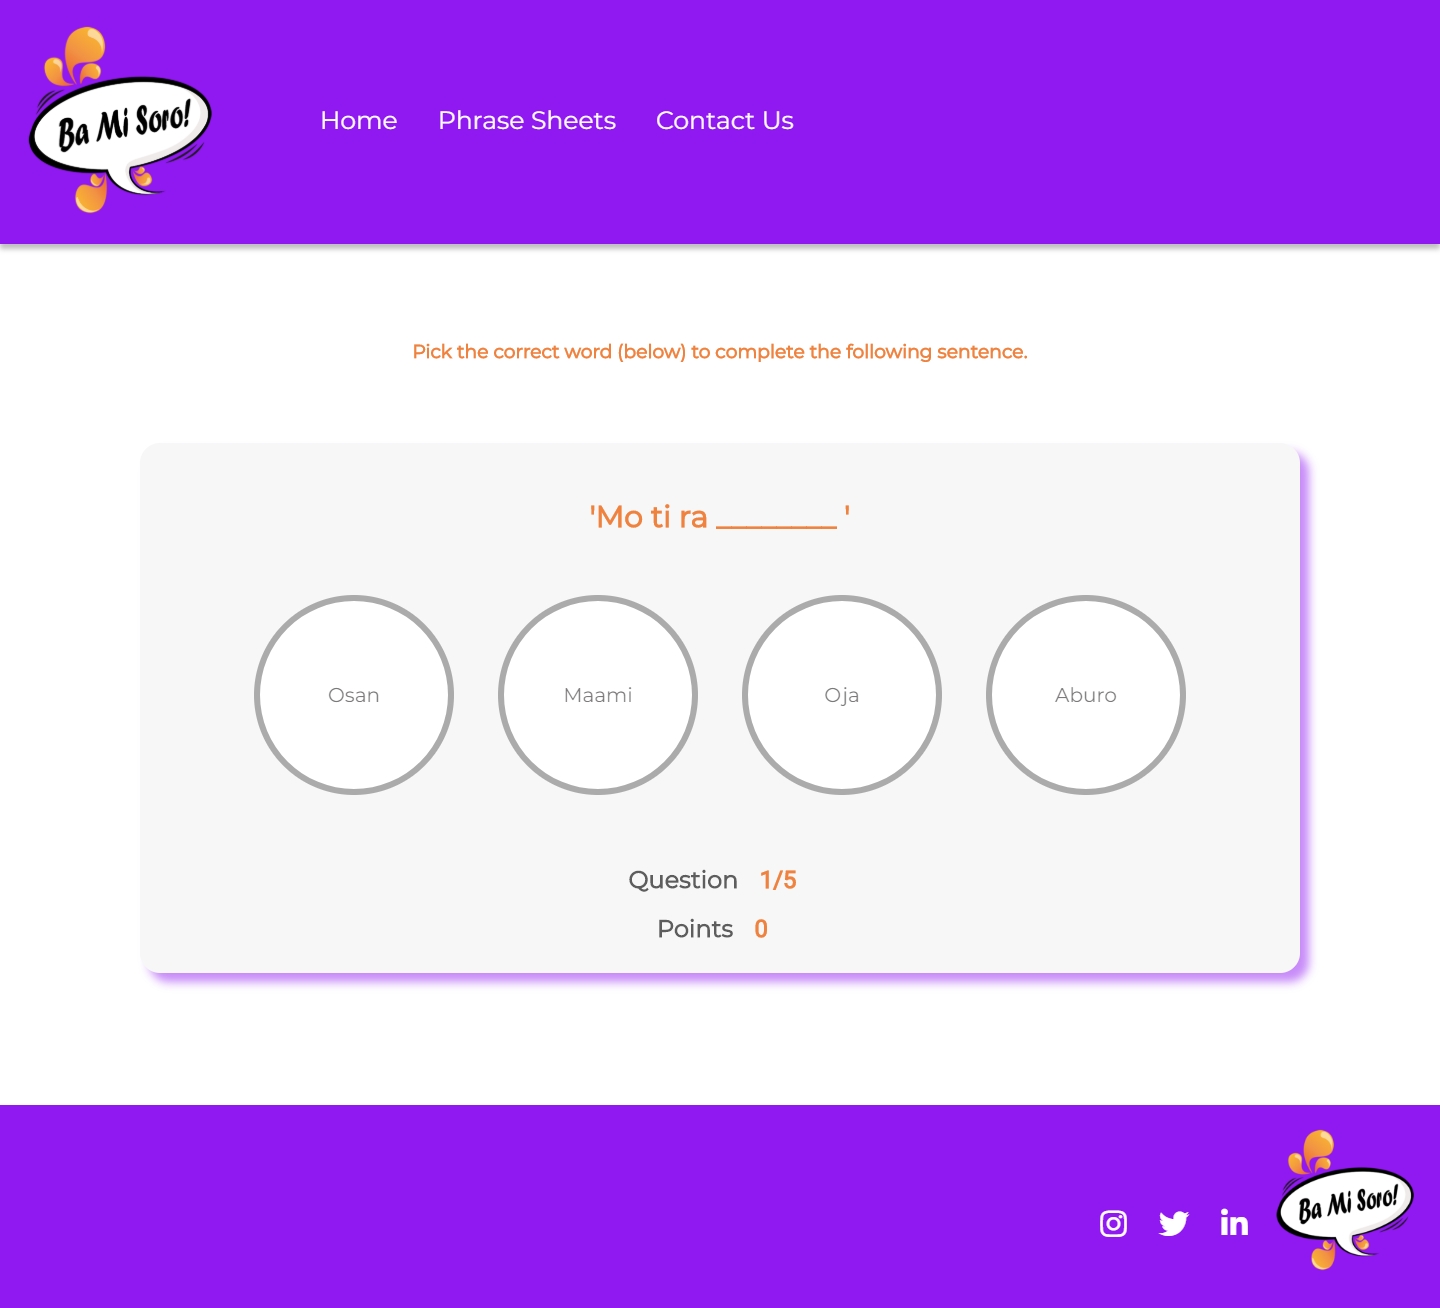 Ba Mi Soro!
Home Phrase Sheets Contact Us
Pick the correct word (below) to complete the following sentence.
'Mo ti ra ________ '
Osan Maami Oja Aburo
Question 1/5
Points 0
Ba Mi Soro!